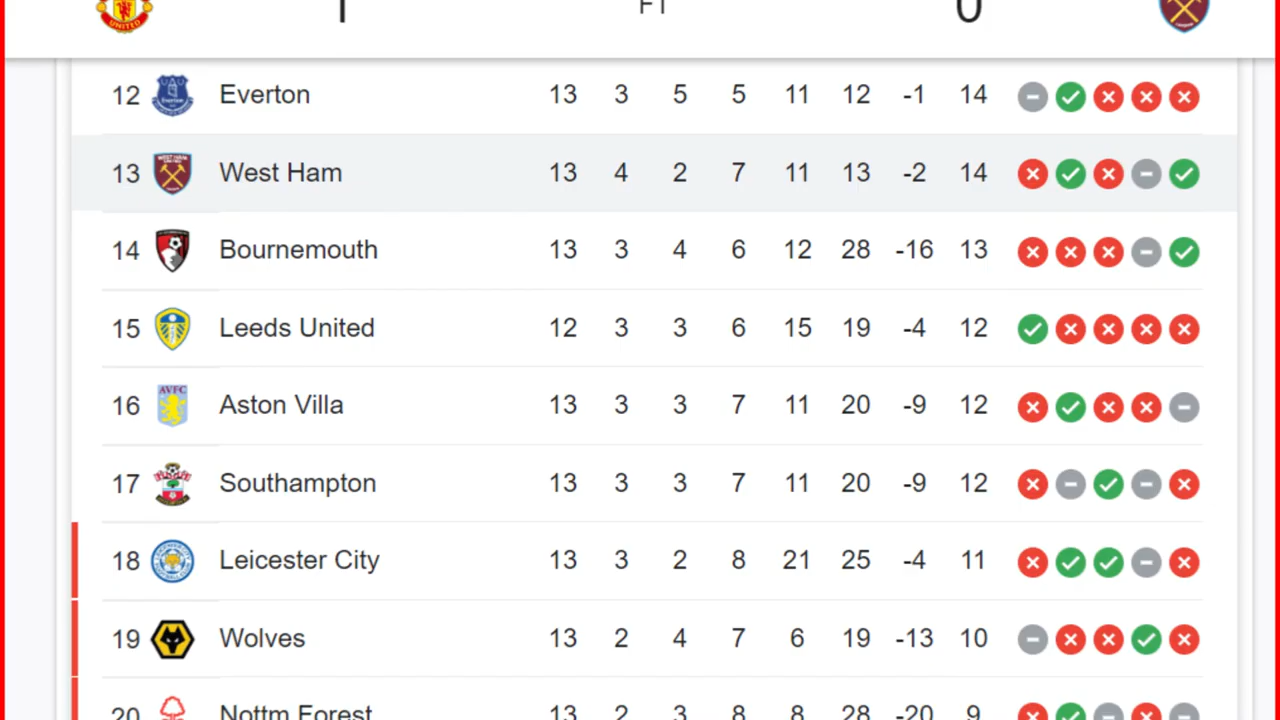 UNITED 1 FT 0
12 Everton 13 3 5 5 11 12 -1 14
13 West Ham 13 4 2 7 11 13 -2 14
14 Bournemouth 13 3 4 6 12 28 -16 13
15 Leeds United 12 3 3 6 15 19 -4 12
16 AVFC Aston Villa 13 3 3 7 11 20 -9 12
17 Southampton 13 3 3 7 11 20 -9 12
18 Leicester City 13 3 2 8 21 25 -4 11
19 Wolves 13 2 4 7 6 19 -13 10
20 Nottm Forest 13 2 3 8 8 28 -20 9